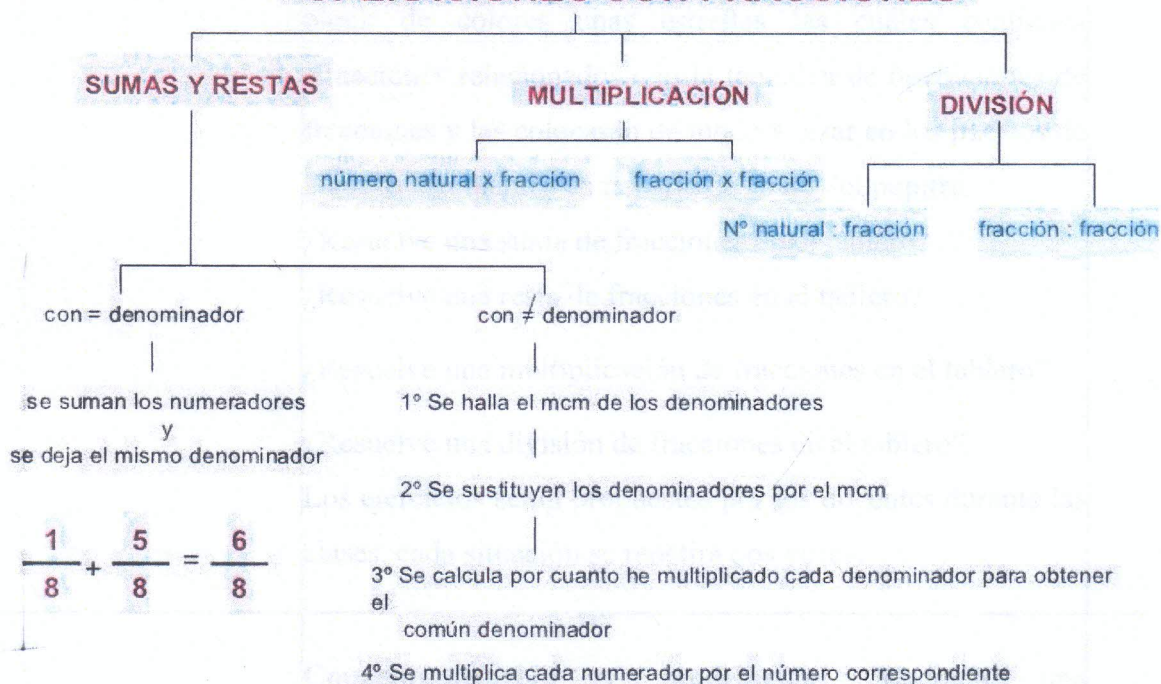 SUMAS Y RESTAS
MULTIPLICACIÓN
DIVISIÓN
número natural x fracción
fracción x fracción
Nº natural : fracción
fracción : fracción
con = denominador
se suman los numeradores
y
se deja el mismo denominador
1/8 + 5/8 = 6/8
con ≠ denominador
1º Se halla el mcm de los denominadores
2º Se sustituyen los denominadores por el mcm
3º Se calcula por cuanto he multiplicado cada denominador para obtener
el
común denominador
4º Se multiplica cada numerador por el número correspondiente